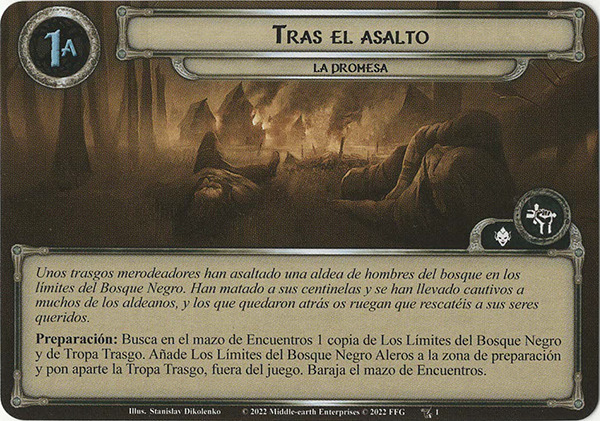 1A
TRAS EL ASALTO
LA PROMESA
Unos trasgos merodeadores han asaltado una aldea de hombres del bosque en los
límites del Bosque Negro. Han matado a sus centinelas y se han llevado cautivos a
muchos de los aldeanos, y los que quedaron atrás os ruegan que rescatéis a sus seres
queridos.
Preparación: Busca en el mazo de Encuentros 1 copia de Los Límites del Bosque Negro
y de Tropa Trasgo. Añade Los Límites del Bosque Negro Aleros a la zona de preparación
y pon aparte la Tropa Trasgo, fuera del juego. Baraja el mazo de Encuentros.
Illus. Stanislav Dikolenko © 2022 Middle-earth Enterprises © 2022 FFG 1